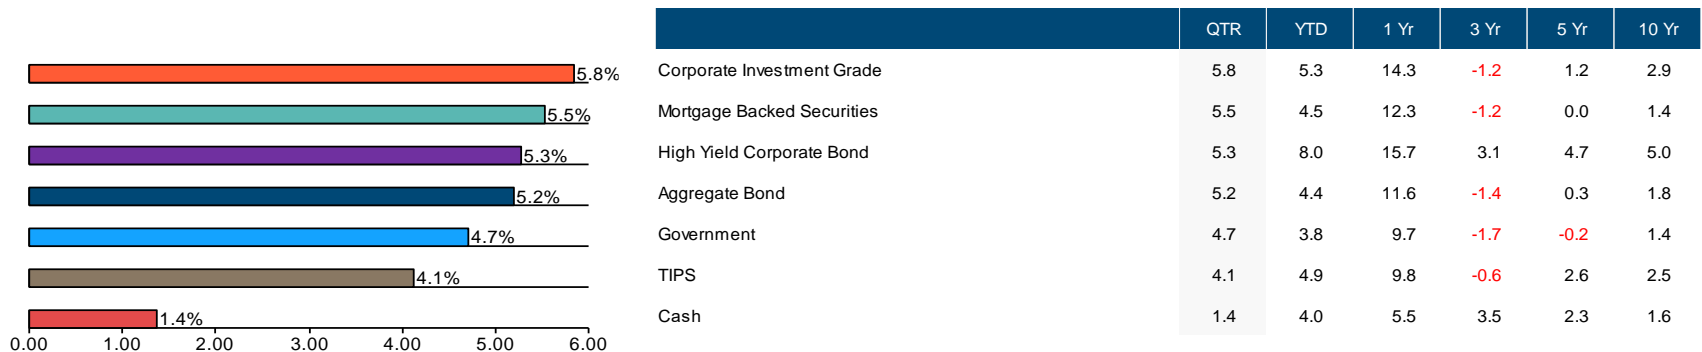 QTR YTD 1 Yr 3 Yr 5 Yr 10 Yr
5.8% Corporate Investment Grade 5.8 5.3 14.3 -1.2 1.2 2.9
5.5% Mortgage Backed Securities 5.5 4.5 12.3 -1.2 0.0 1.4
5.3% High Yield Corporate Bond 5.3 8.0 15.7 3.1 4.7 5.0
5.2% Aggregate Bond 5.2 4.4 11.6 -1.4 0.3 1.8
4.7% Government 4.7 3.8 9.7 -1.7 -0.2 1.4
4.1% TIPS 4.1 4.9 9.8 -0.6 2.6 2.5
1.4% Cash 1.4 4.0 5.5 3.5 2.3 1.6
0.00 1.00 2.00 3.00 4.00 5.00 6.00